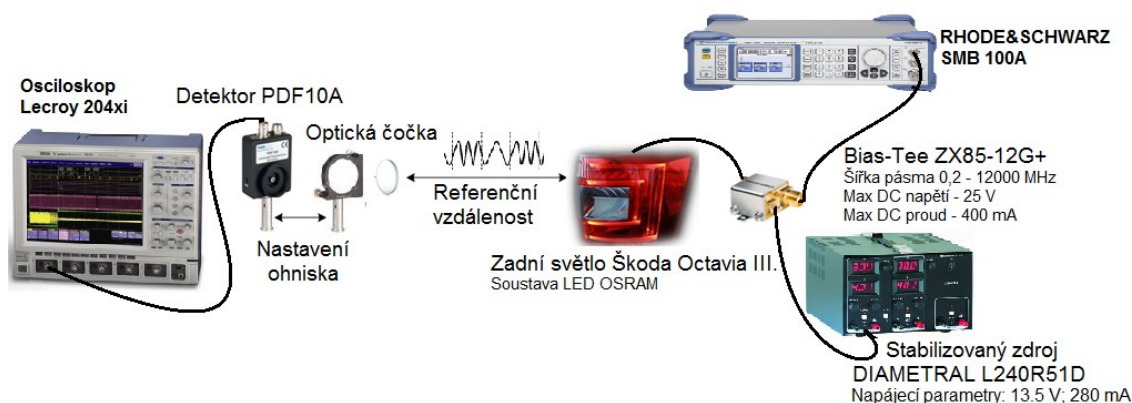 RHODE&SCHWARZ
SMB 100A
Osciloskop
Lecroy 204xi
Detektor PDF10A
Optická čočka
Referenční
vzdálenost
Nastavení
ohniska
Zadní světlo Škoda Octavia III.
Soustava LED OSRAM
Bias-Tee ZX85-12G+
Šířka pásma 0,2 - 12000 MHz
Max DC napětí - 25 V
Max DC proud - 400 mA
Stabilizovaný zdroj
DIAMETRAL L240R51D
Napájecí parametry: 13.5 V; 280 mA